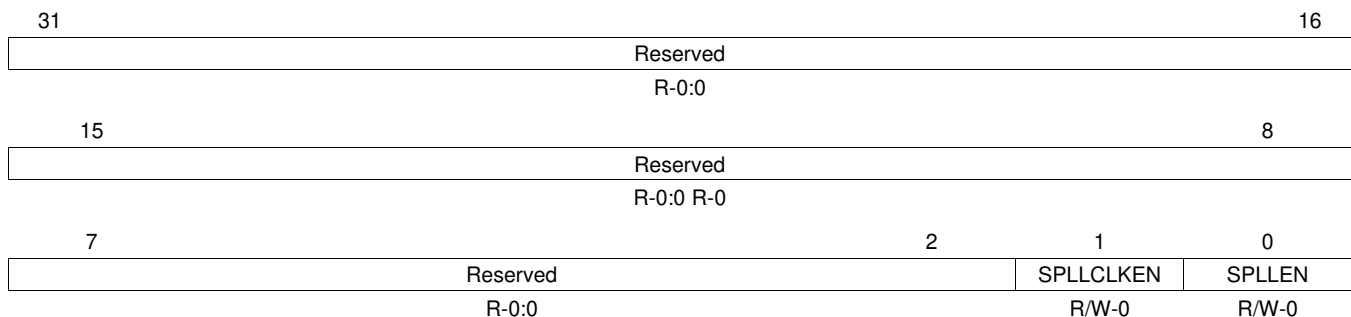 31 16
Reserved
R-0:0
15 8
Reserved
R-0:0 R-0
7 2 1 0
Reserved SPLLCLKEN SPLLEN
R-0:0 R/W-0 R/W-0